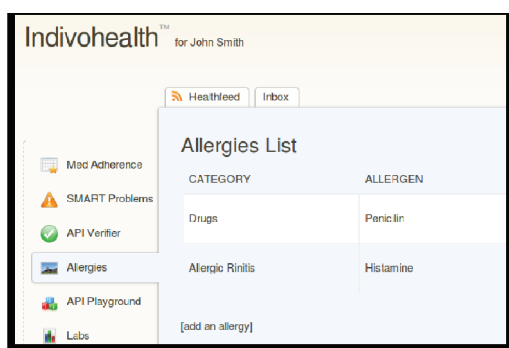 Indivohealth™ for John Smith
Healthfeed Inbox
Allergies List
CATEGORY ALLERGEN
Drugs Penicilin
Allergic Rinitis Histamine
[add an allergy]
Med Adherence
SMART Problems
API Verifier
Allergies
API Playground
Labs